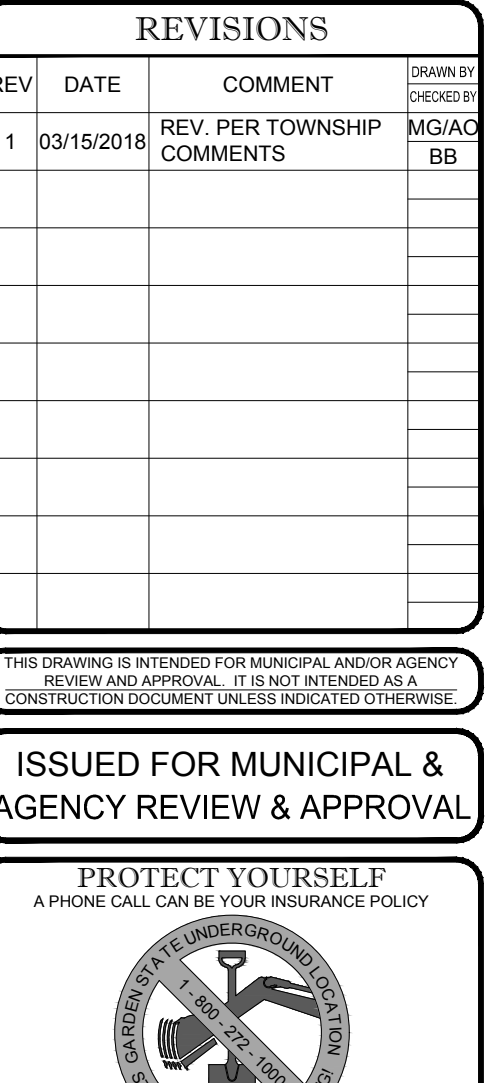 REVISIONS
REV DATE COMMENT DRAWN BY
CHECKED BY
1 03/15/2018 REV. PER TOWNSHIP COMMENTS MG/AO
BB
THIS DRAWING IS INTENDED FOR MUNICIPAL AND/OR AGENCY
REVIEW AND APPROVAL. IT IS NOT INTENDED AS A
CONSTRUCTION DOCUMENT UNLESS INDICATED OTHERWISE.
ISSUED FOR MUNICIPAL &
AGENCY REVIEW & APPROVAL
PROTECT YOURSELF
A PHONE CALL CAN BE YOUR INSURANCE POLICY
GARDEN STATE UNDERGROUND LOCATION
1 - 800 - 272 - 1000